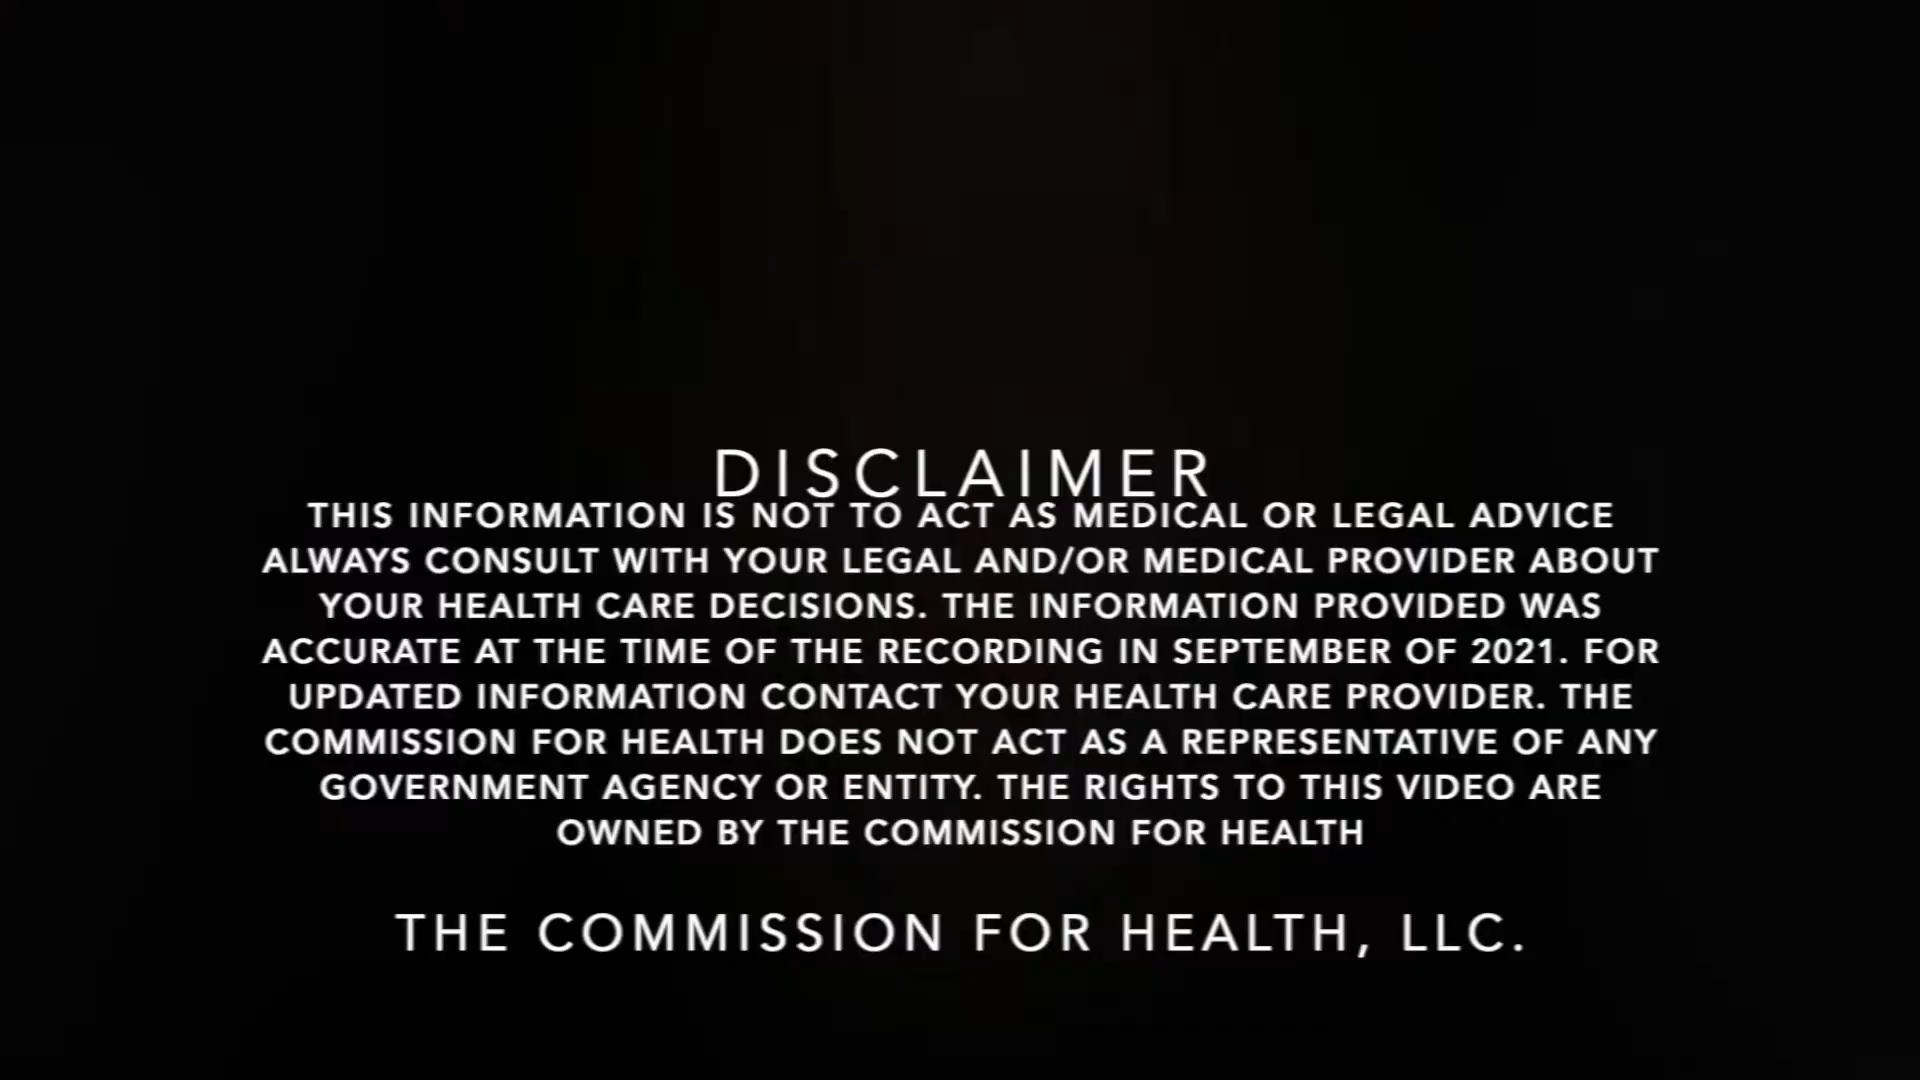 DISCLAIMER
THIS INFORMATION IS NOT TO ACT AS MEDICAL OR LEGAL ADVICE
ALWAYS CONSULT WITH YOUR LEGAL AND/OR MEDICAL PROVIDER ABOUT
YOUR HEALTH CARE DECISIONS. THE INFORMATION PROVIDED WAS
ACCURATE AT THE TIME OF THE RECORDING IN SEPTEMBER OF 2021. FOR
UPDATED INFORMATION CONTACT YOUR HEALTH CARE PROVIDER. THE
COMMISSION FOR HEALTH DOES NOT ACT AS A REPRESENTATIVE OF ANY
GOVERNMENT AGENCY OR ENTITY. THE RIGHTS TO THIS VIDEO ARE
OWNED BY THE COMMISSION FOR HEALTH
THE COMMISSION FOR HEALTH, LLC.